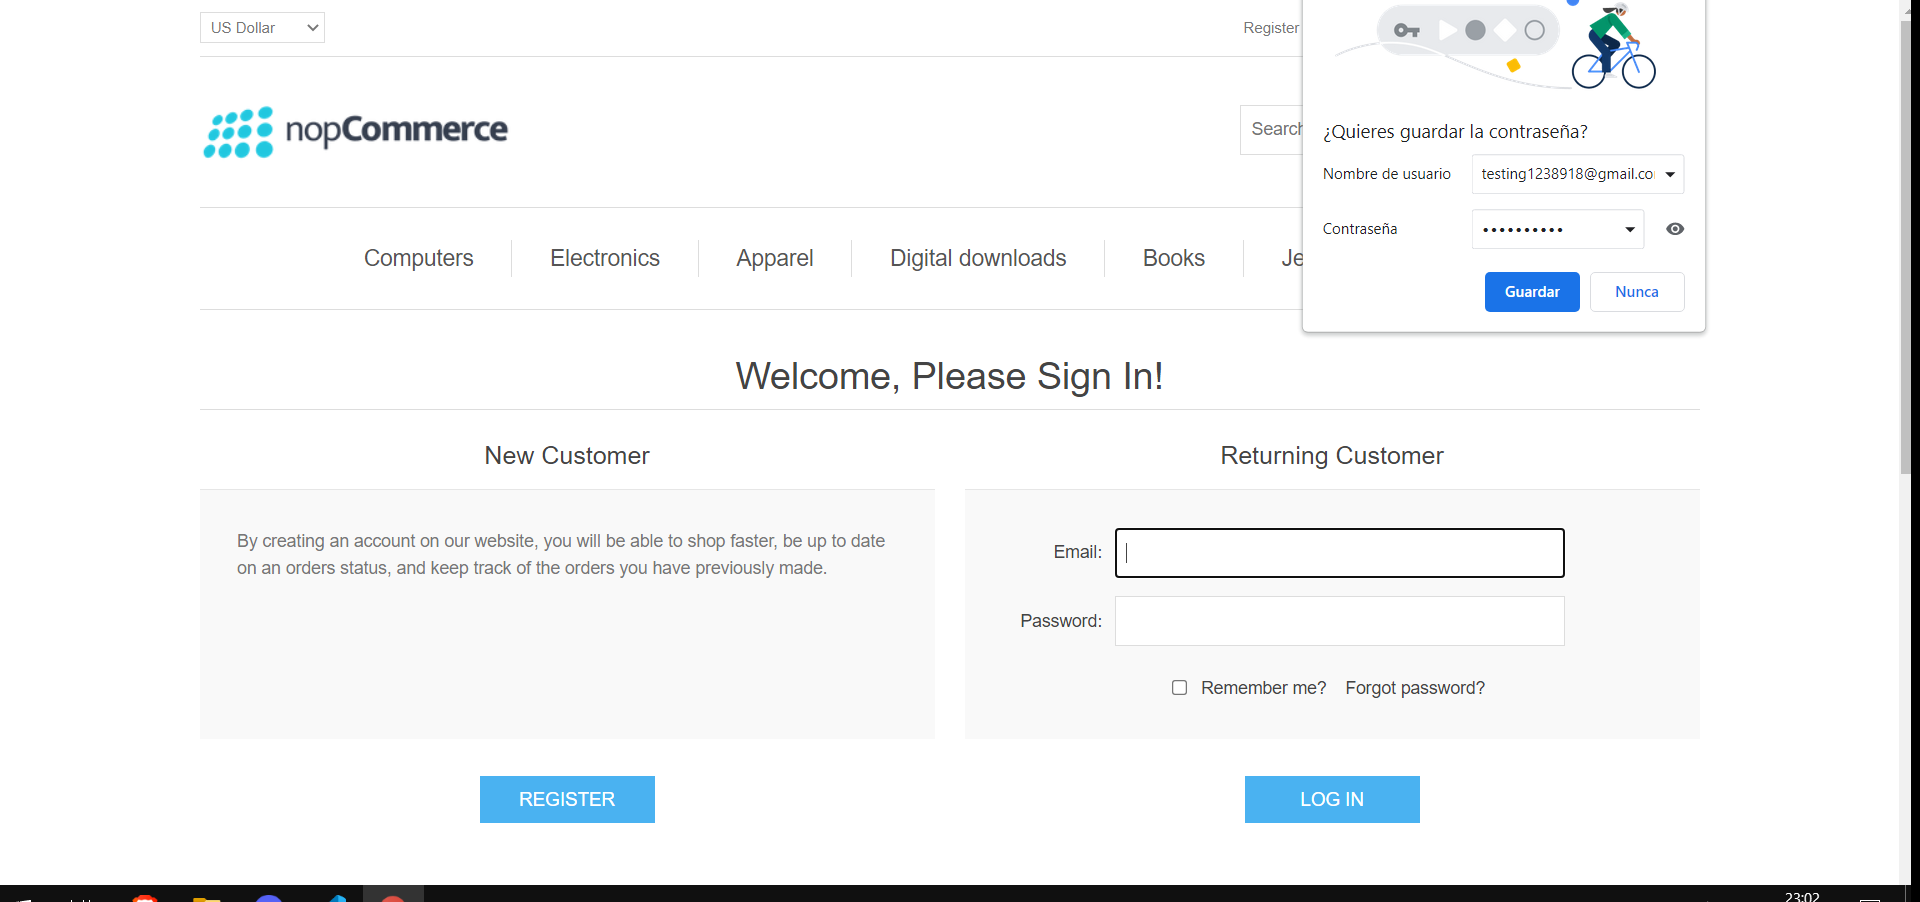 US Dollar
Register
nopCommerce
Search
Computers
Electronics
Apparel
Digital downloads
Books
Je
¿Quieres guardar la contraseña?
Nombre de usuario
testing1238918@gmail.co
Contraseña
••••••••••
Guardar
Nunca
Welcome, Please Sign In!
New Customer
By creating an account on our website, you will be able to shop faster, be up to date
on an orders status, and keep track of the orders you have previously made.
REGISTER
Returning Customer
Email:
Password:
Remember me?
Forgot password?
LOG IN
23:02